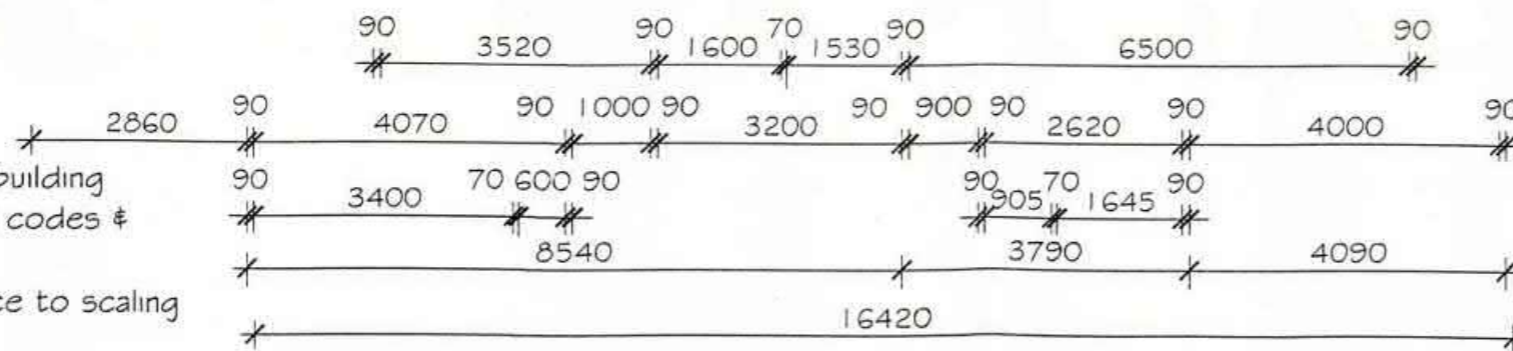 90 3520 90 1600 70 1530 90 6500 90
2860 90 4070 90 1000 90 3200 90 900 90 2620 90 4000 90
building 90 3400 70 600 90 90 905 70 1645 90
codes &
8540 3790 4090
to scaling
16420